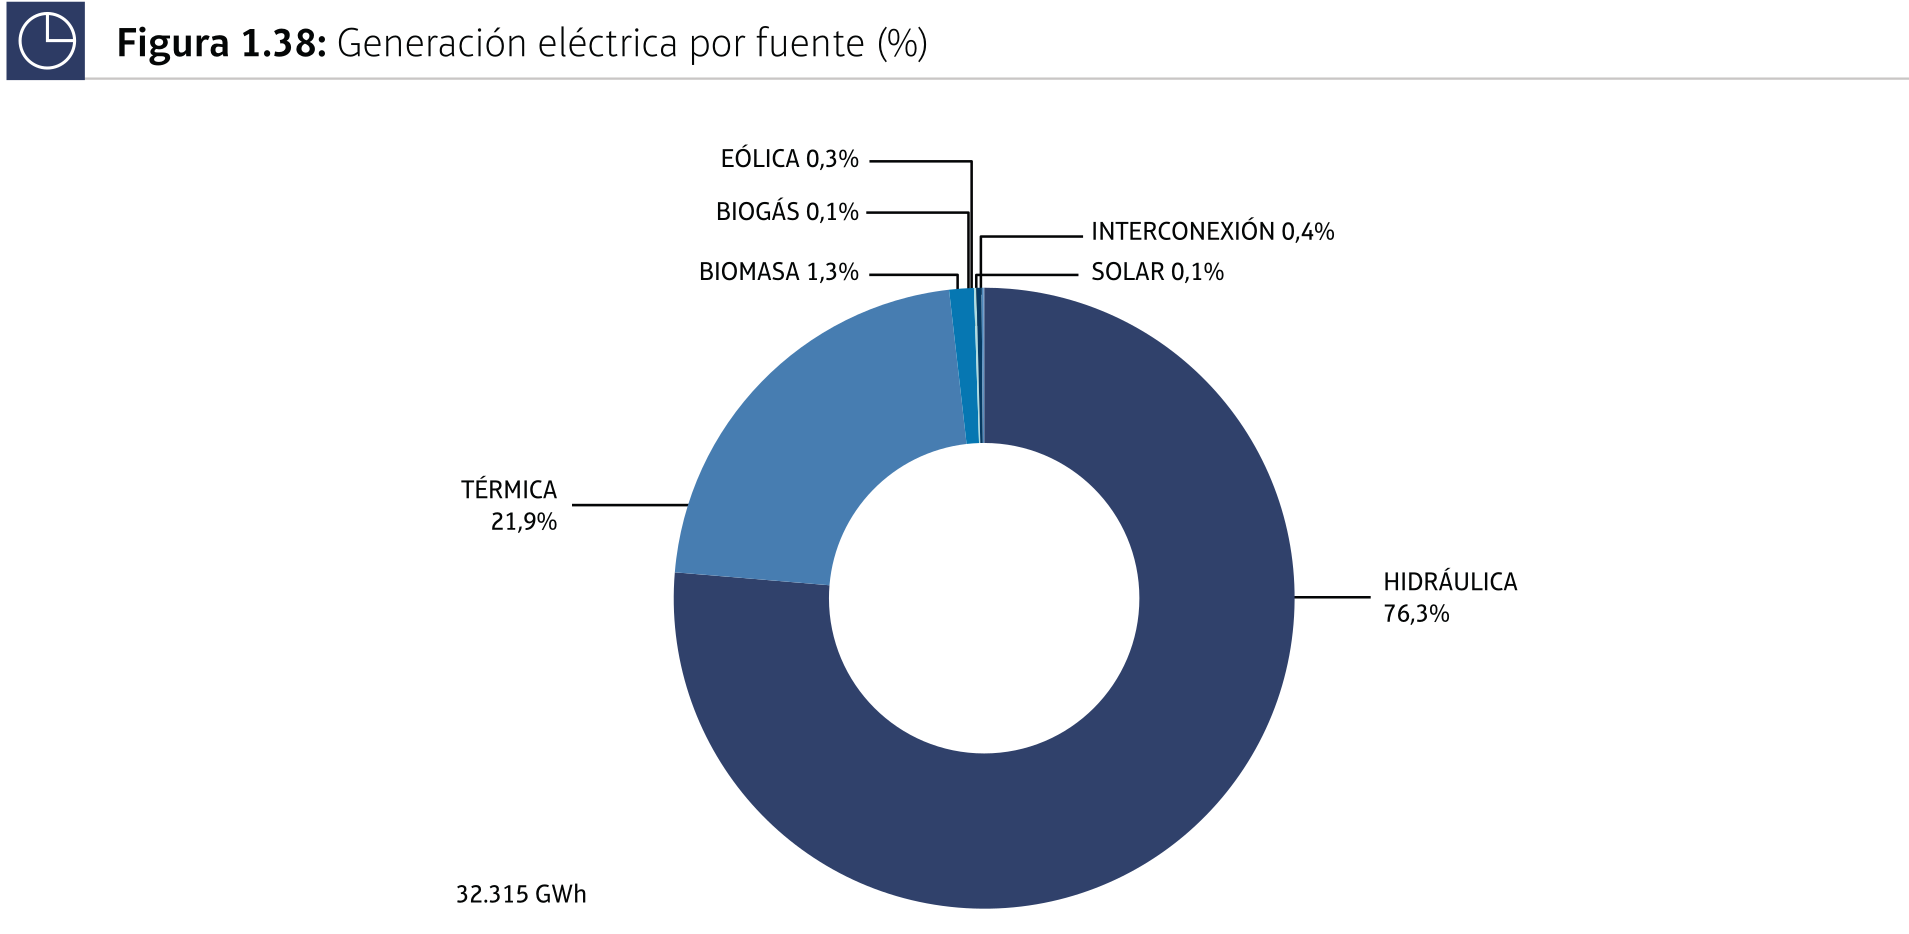 Figura 1.38: Generación eléctrica por fuente (%)
EÓLICA 0,3%
BIOGÁS 0,1%
INTERCONEXIÓN 0,4%
BIOMASA 1,3%
SOLAR 0,1%
TÉRMICA
21,9%
HIDRÁULICA
76,3%
32.315 GWh